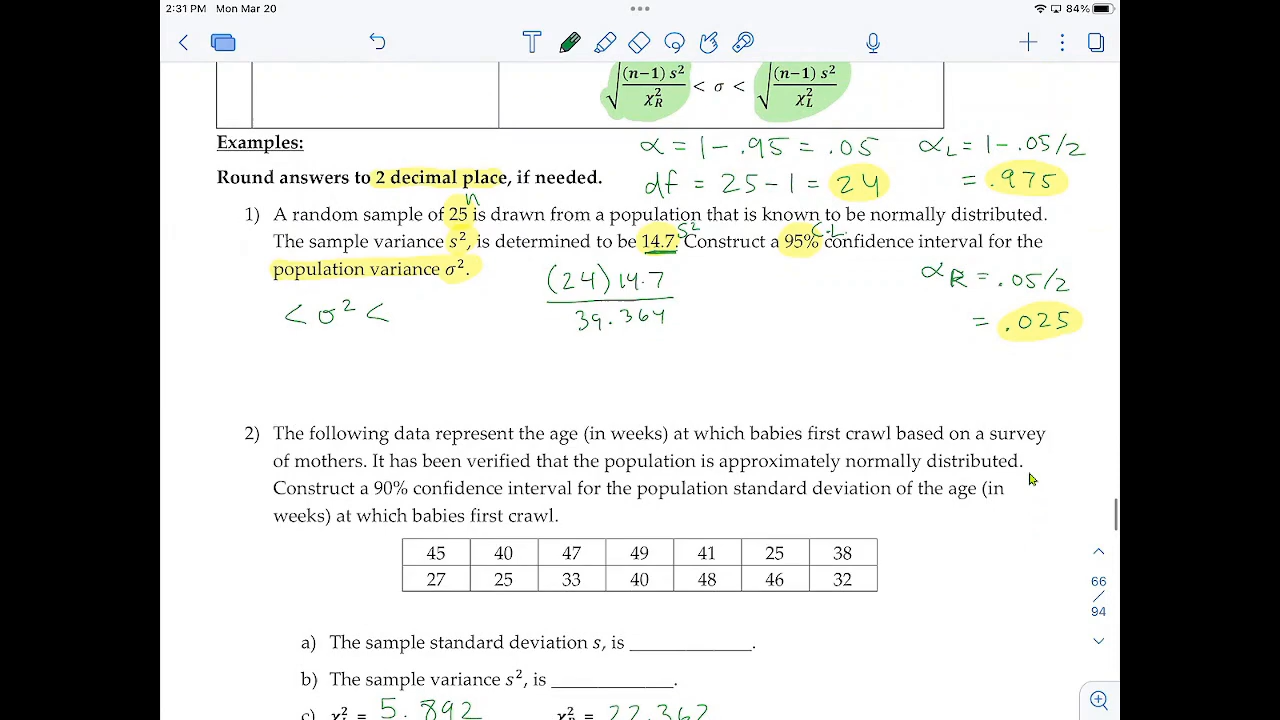 2:31 PM Mon Mar 20
84%
√((n−1) s²/χ²R) < σ < √((n−1) s²/χ²L)
Examples:
α = 1 - .95 = .05
αL = 1 - .05/2
Round answers to 2 decimal place, if needed.
df = 25 - 1 = 24
= .975
n
1) A random sample of 25 is drawn from a population that is known to be normally distributed.
s² C.L.
The sample variance s², is determined to be 14.7. Construct a 95% confidence interval for the
population variance σ².
(24)14.7
39.364
αR = .05/2
< σ² <
= .025
2) The following data represent the age (in weeks) at which babies first crawl based on a survey
of mothers. It has been verified that the population is approximately normally distributed.
Construct a 90% confidence interval for the population standard deviation of the age (in
weeks) at which babies first crawl.
45 40 47 49 41 25 38
27 25 33 40 48 46 32
66
/
94
a) The sample standard deviation s, is ____________.
b) The sample variance s², is ____________.
c) χ²L = 5.892 χ²R = 22.362